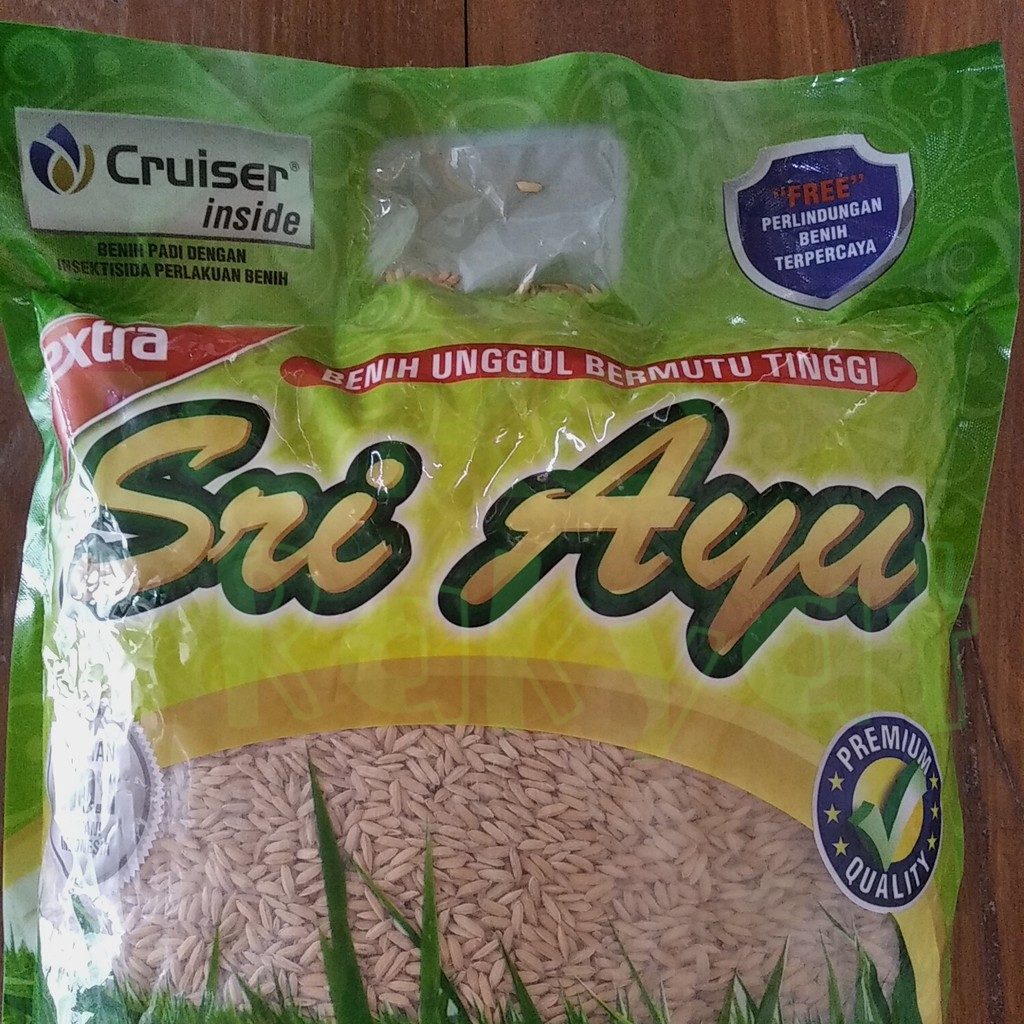 Cruiser®
inside
BENIH PADI DENGAN
INSEKTISIDA PERLAKUAN BENIH
"FREE"
PERLINDUNGAN
BENIH
TERPERCAYA
extra
BENIH UNGGUL BERMUTU TINGGI
Sri Ayu
PREMIUM
QUALITY